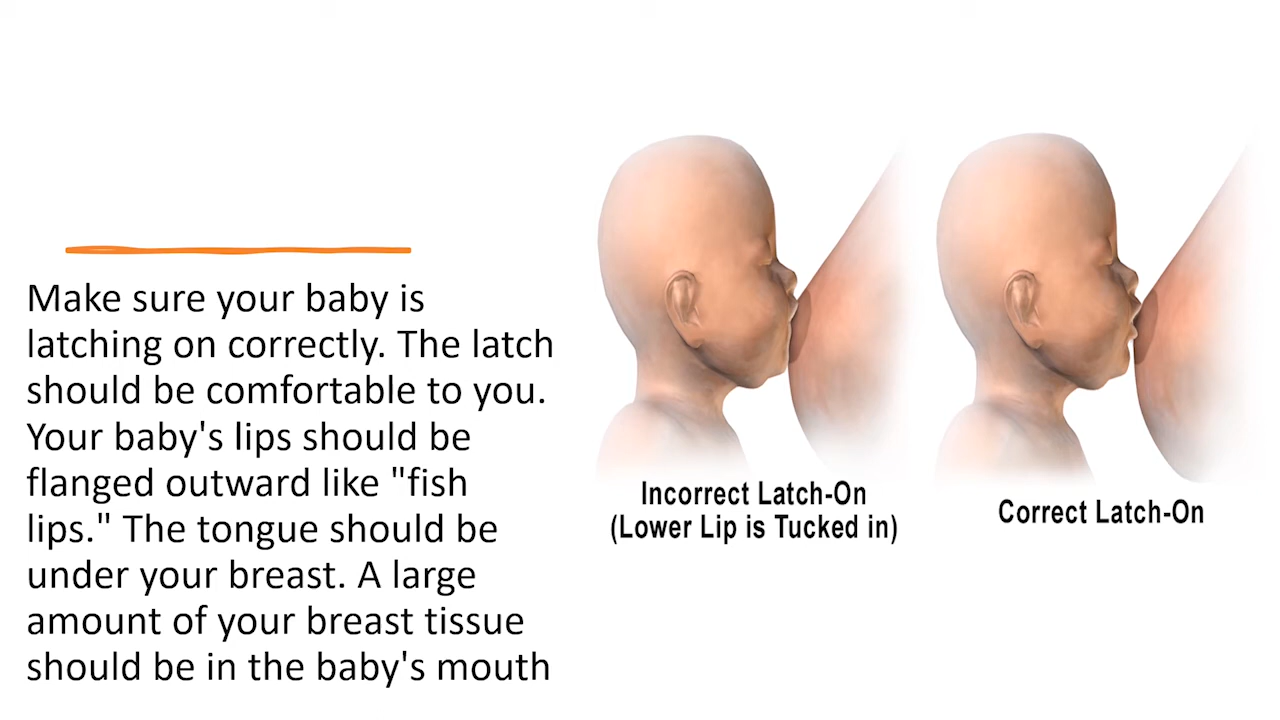 Make sure your baby is
latching on correctly. The latch
should be comfortable to you.
Your baby's lips should be
flanged outward like "fish
lips." The tongue should be
under your breast. A large
amount of your breast tissue
should be in the baby's mouth
Incorrect Latch-On
(Lower Lip is Tucked in)
Correct Latch-On